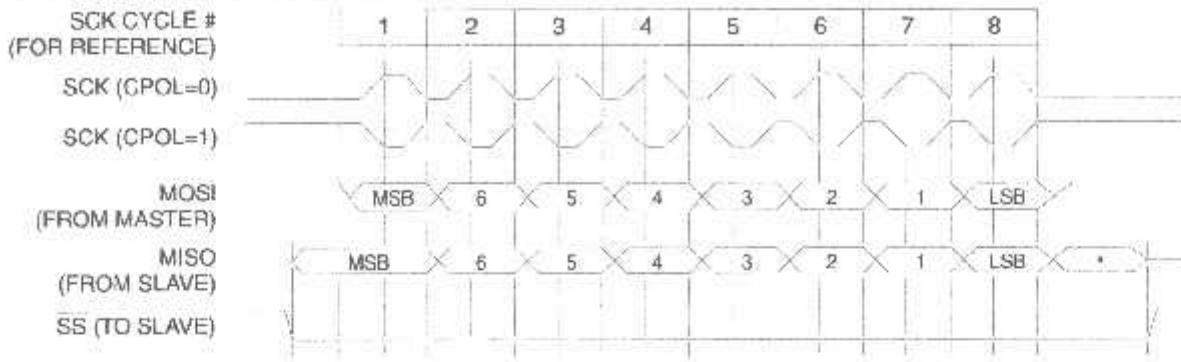 SCK CYCLE # 1 2 3 4 5 6 7 8
(FOR REFERENCE)
SCK (CPOL=0)
SCK (CPOL=1)
MOSI MSB 6 5 4 3 2 1 LSB
(FROM MASTER)
MISO MSB 6 5 4 3 2 1 LSB *
(FROM SLAVE)
SS (TO SLAVE)